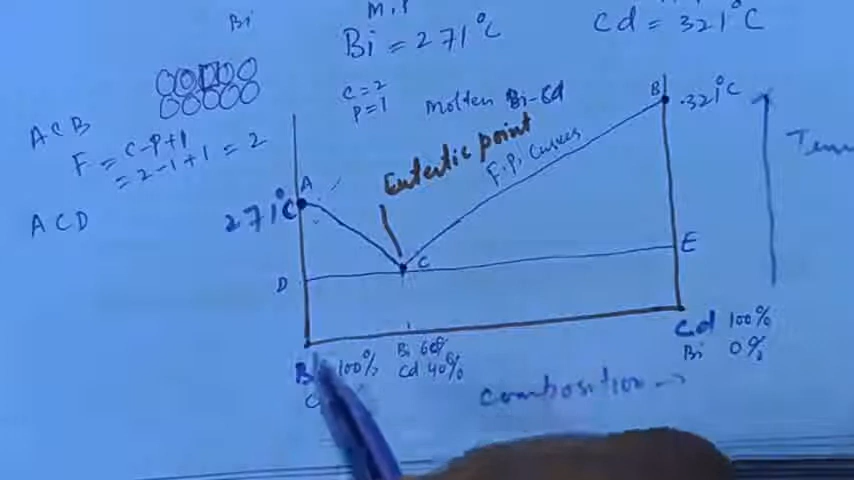 Bi
M.P
Bi = 271°C
Cd = 321°C
C=2
P=1
Molten Bi-Cd
B
321°C
ACB
F = C-P+1
= 2-1+1 = 2
Eutectic point
F.P. Curves
A
271°C
ACD
C
D
E
Bi 100%
Bi 60%
Cd 40%
Cd 100%
Bi 0%
composition →